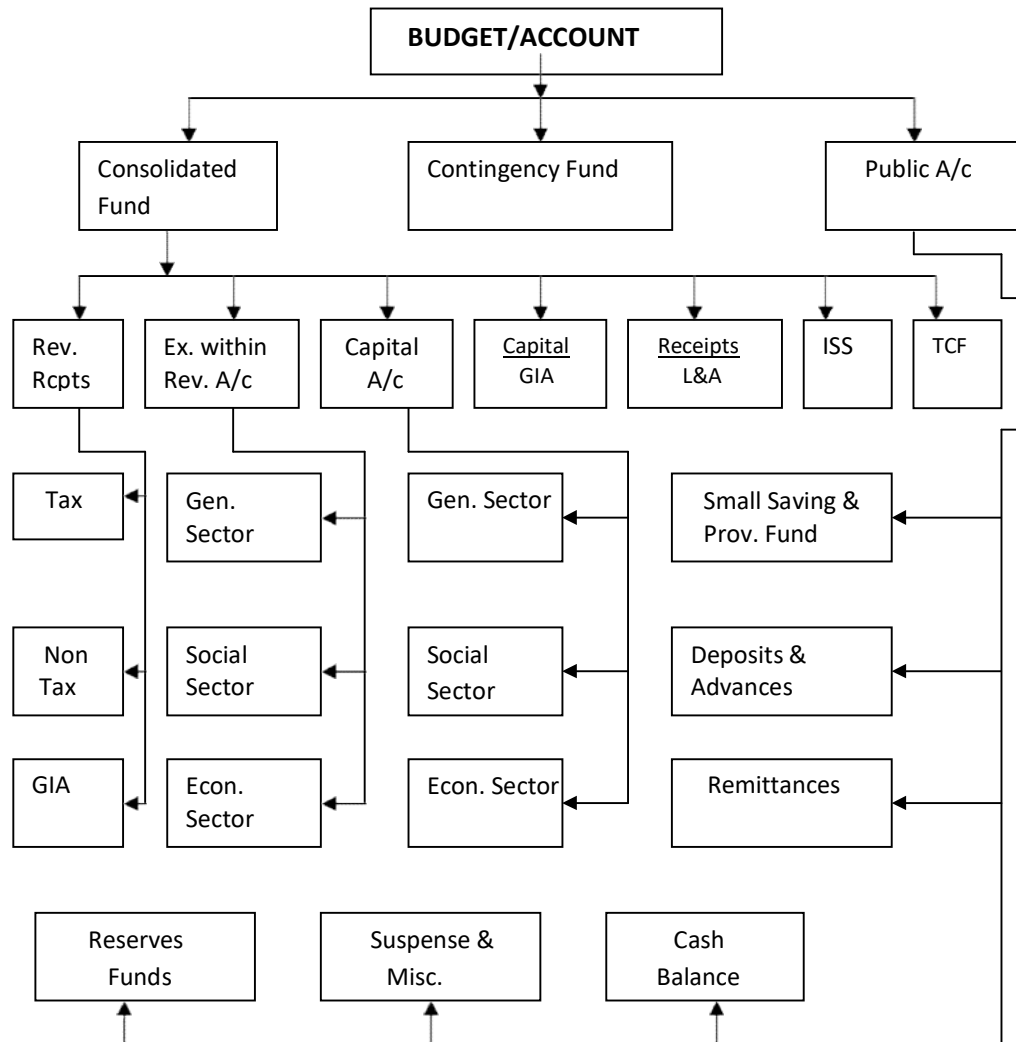 BUDGET/ACCOUNT
Consolidated
Fund
Contingency Fund
Public A/c
Rev.
Rcpts
Ex. within
Rev. A/c
Capital
A/c
Capital
GIA
Receipts
L&A
ISS
TCF
Tax
Gen.
Sector
Gen. Sector
Small Saving &
Prov. Fund
Non
Tax
Social
Sector
Social
Sector
Deposits &
Advances
GIA
Econ.
Sector
Econ. Sector
Remittances
Reserves
Funds
Suspense &
Misc.
Cash
Balance